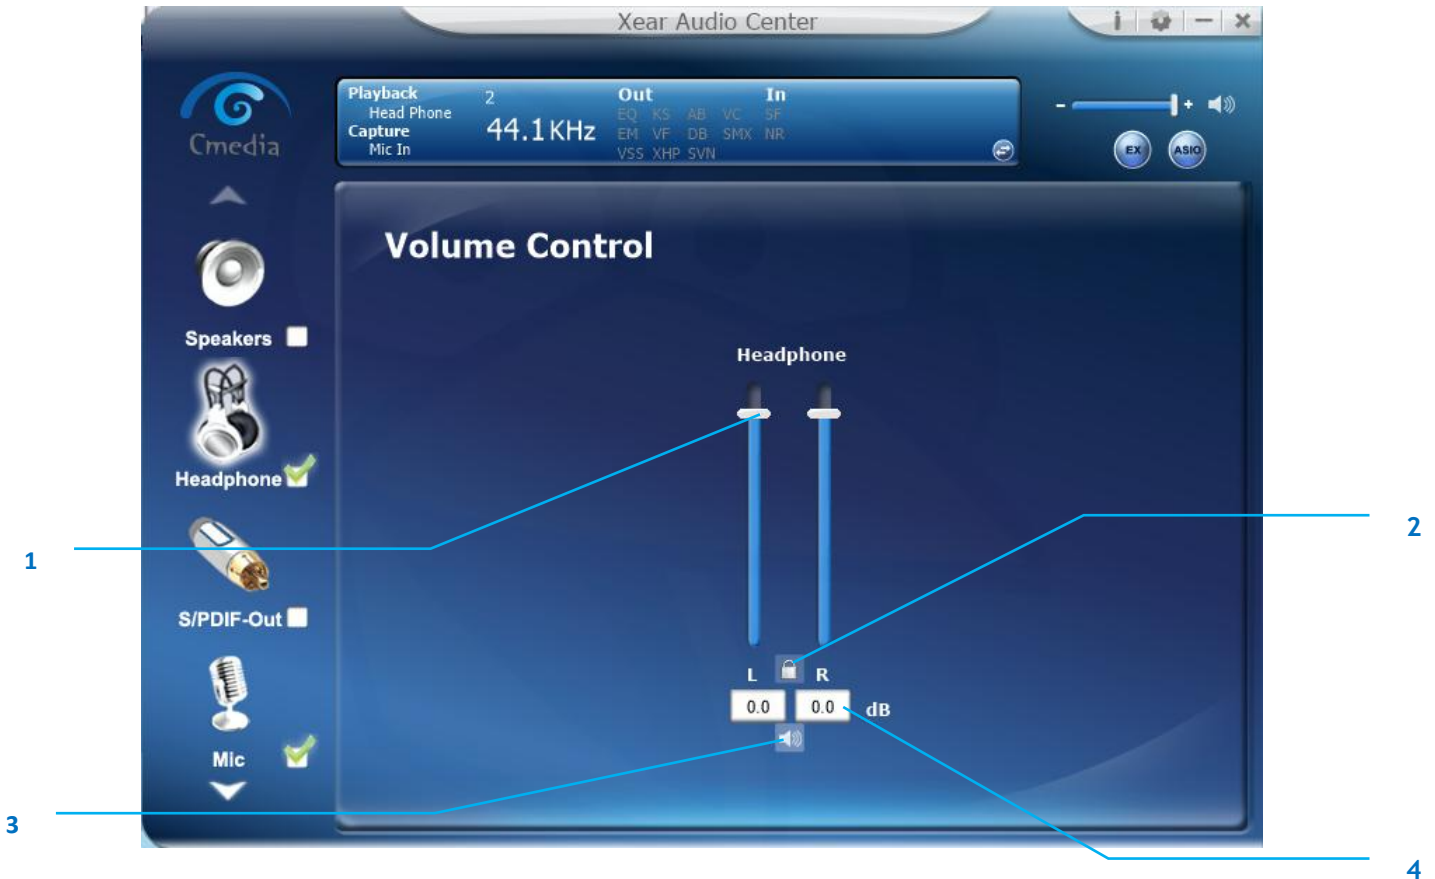 Xear Audio Center
i
Cmedia
Playback 2 Out In
Head Phone EQ KS AB VC SF
Capture 44.1KHz EM VF DB SMX NR
Mic In VSS XHP SVN
- +
EX ASIO
Volume Control
Speakers
Headphone
Headphone
S/PDIF-Out
Mic
L R
0.0 0.0 dB
1
2
3
4